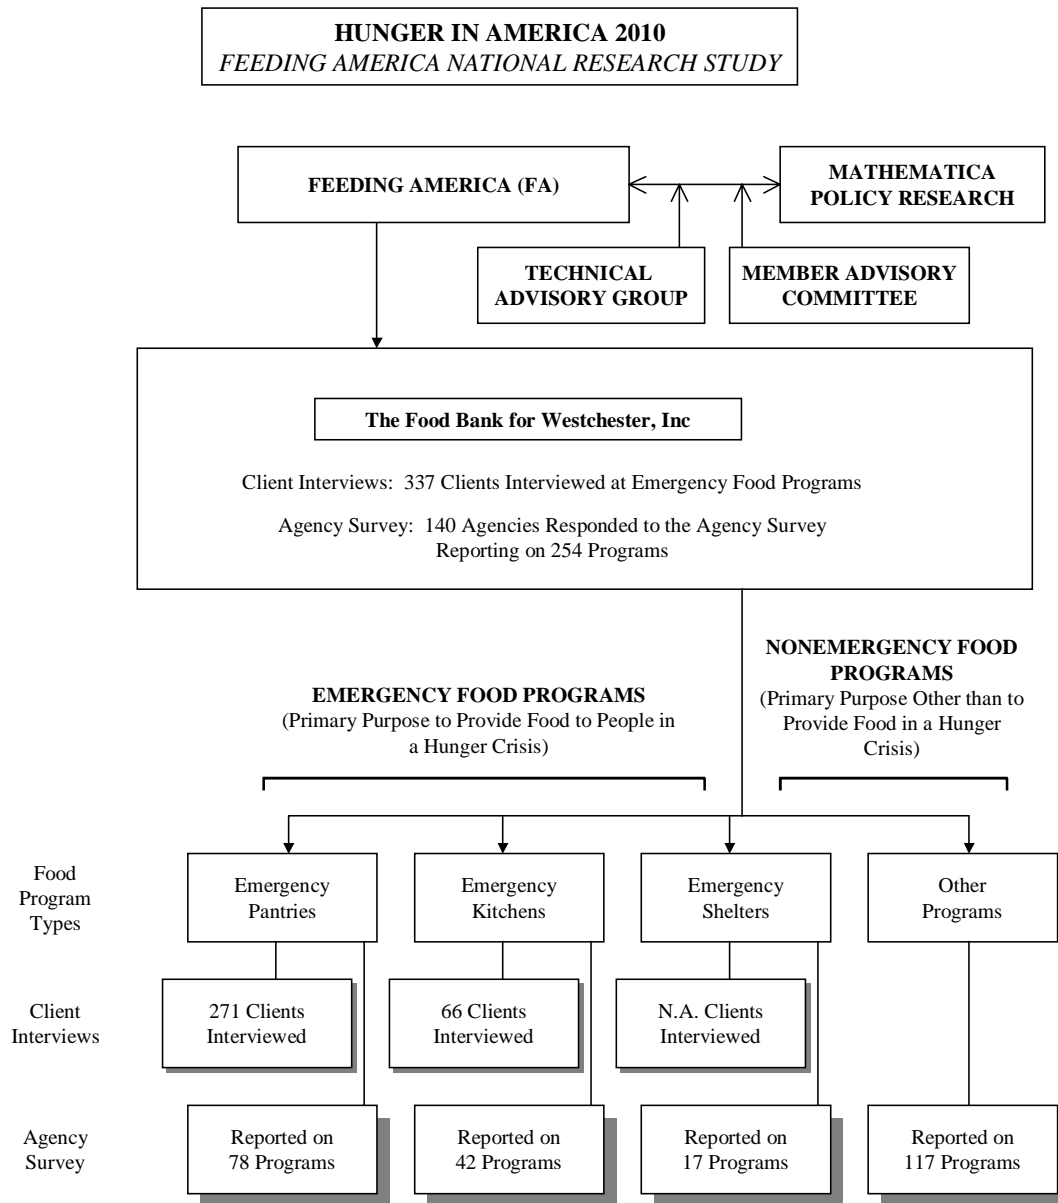 HUNGER IN AMERICA 2010
FEEDING AMERICA NATIONAL RESEARCH STUDY
FEEDING AMERICA (FA)
MATHEMATICA
POLICY RESEARCH
TECHNICAL
ADVISORY GROUP
MEMBER ADVISORY
COMMITTEE
The Food Bank for Westchester, Inc
Client Interviews: 337 Clients Interviewed at Emergency Food Programs
Agency Survey: 140 Agencies Responded to the Agency Survey
Reporting on 254 Programs
EMERGENCY FOOD PROGRAMS
(Primary Purpose to Provide Food to People in
a Hunger Crisis)
NONEMERGENCY FOOD
PROGRAMS
(Primary Purpose Other than to
Provide Food in a Hunger
Crisis)
Food
Program
Types
Emergency
Pantries
Emergency
Kitchens
Emergency
Shelters
Other
Programs
Client
Interviews
271 Clients
Interviewed
66 Clients
Interviewed
N.A. Clients
Interviewed
Agency
Survey
Reported on
78 Programs
Reported on
42 Programs
Reported on
17 Programs
Reported on
117 Programs